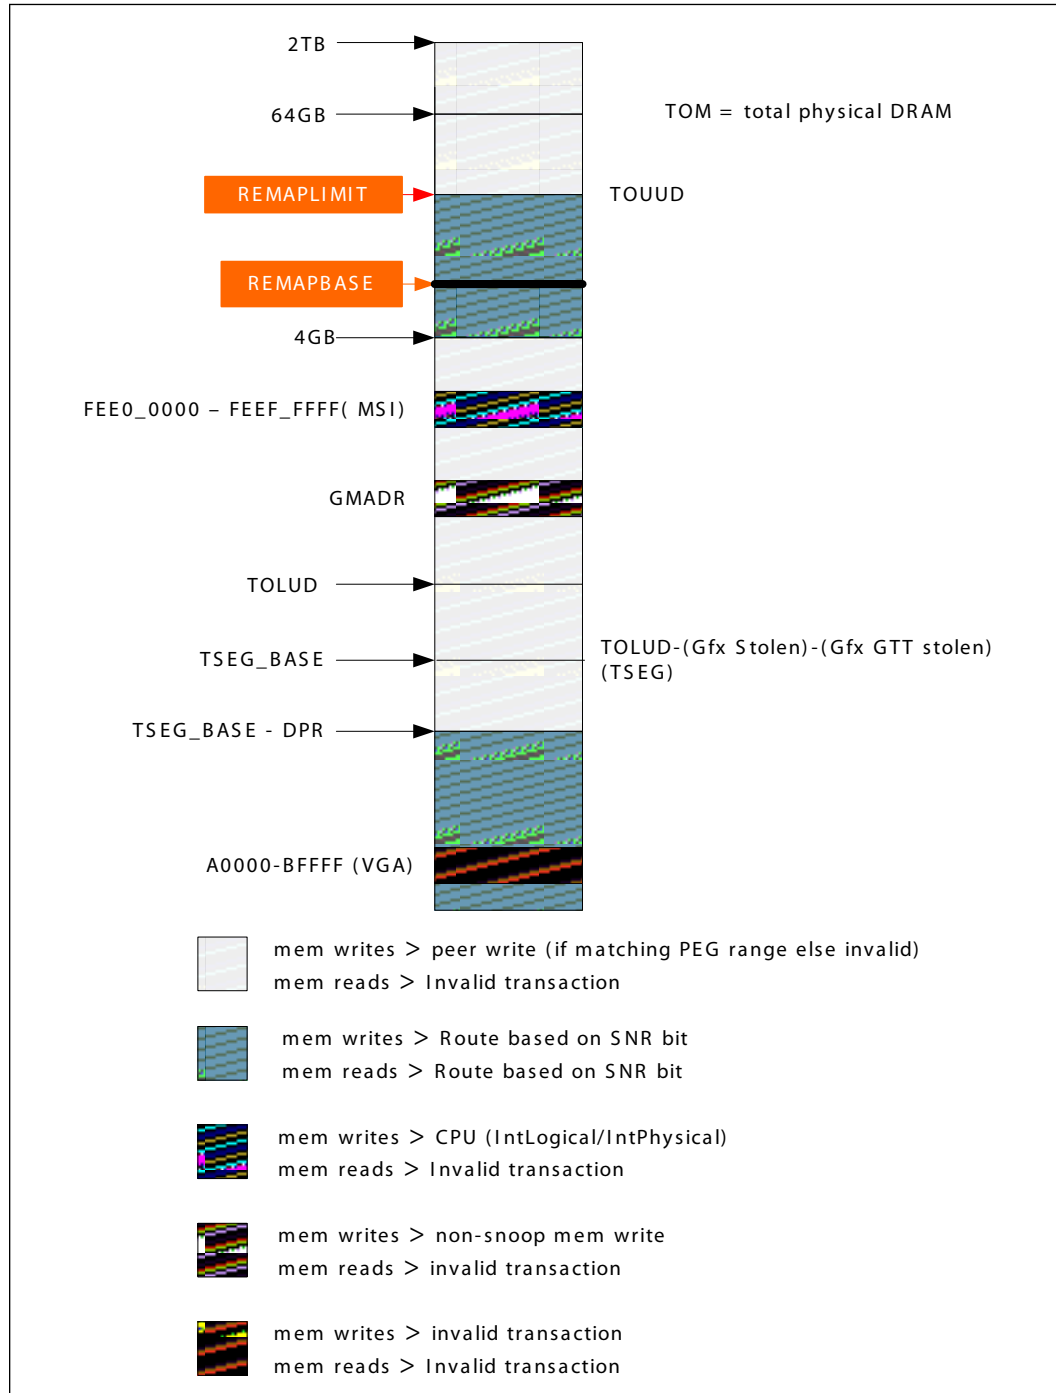 2TB
64GB
TOM = total physical DRAM
REMAPLIMIT
TOUUD
REMAPBASE
4GB
FEE0_0000 – FEEF_FFFF( MSI)
GMADR
TOLUD
TSEG_BASE
TOLUD-(Gfx Stolen)-(Gfx GTT stolen)
(TSEG)
TSEG_BASE - DPR
A0000-BFFFF (VGA)
mem writes > peer write (if matching PEG range else invalid)
mem reads > Invalid transaction
mem writes > Route based on SNR bit
mem reads > Route based on SNR bit
mem writes > CPU (IntLogical/IntPhysical)
mem reads > Invalid transaction
mem writes > non-snoop mem write
mem reads > invalid transaction
mem writes > invalid transaction
mem reads > Invalid transaction